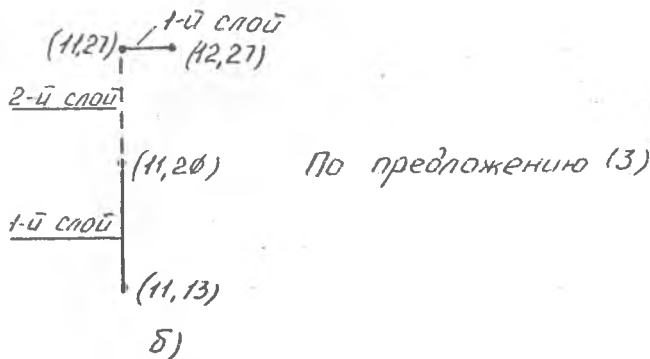 1-й слой
(11,27) (12,27)
2-й слой
(11,20) По предложению (3)
1-й слой
(11,13)
б)